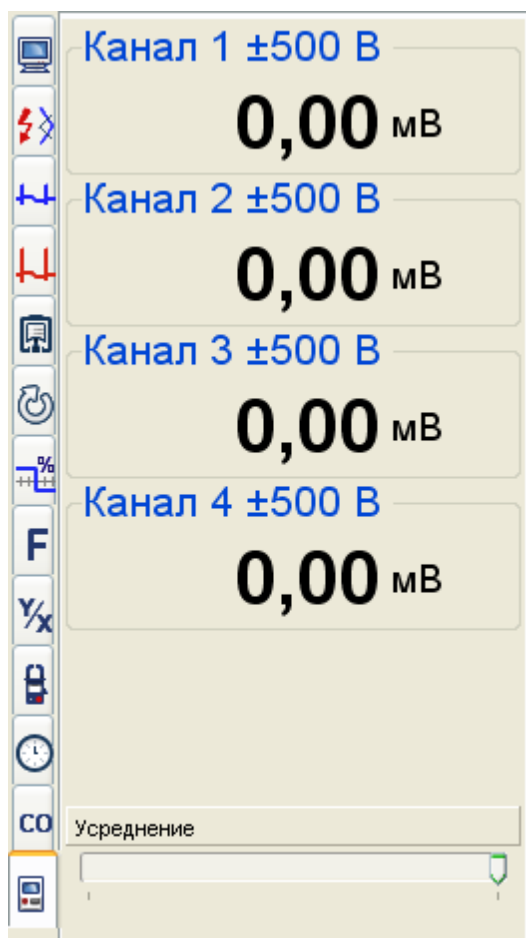 Канал 1 ±500 В
0,00 мВ
Канал 2 ±500 В
0,00 мВ
Канал 3 ±500 В
0,00 мВ
Канал 4 ±500 В
0,00 мВ
%
F
Y/X
CO
Усреднение